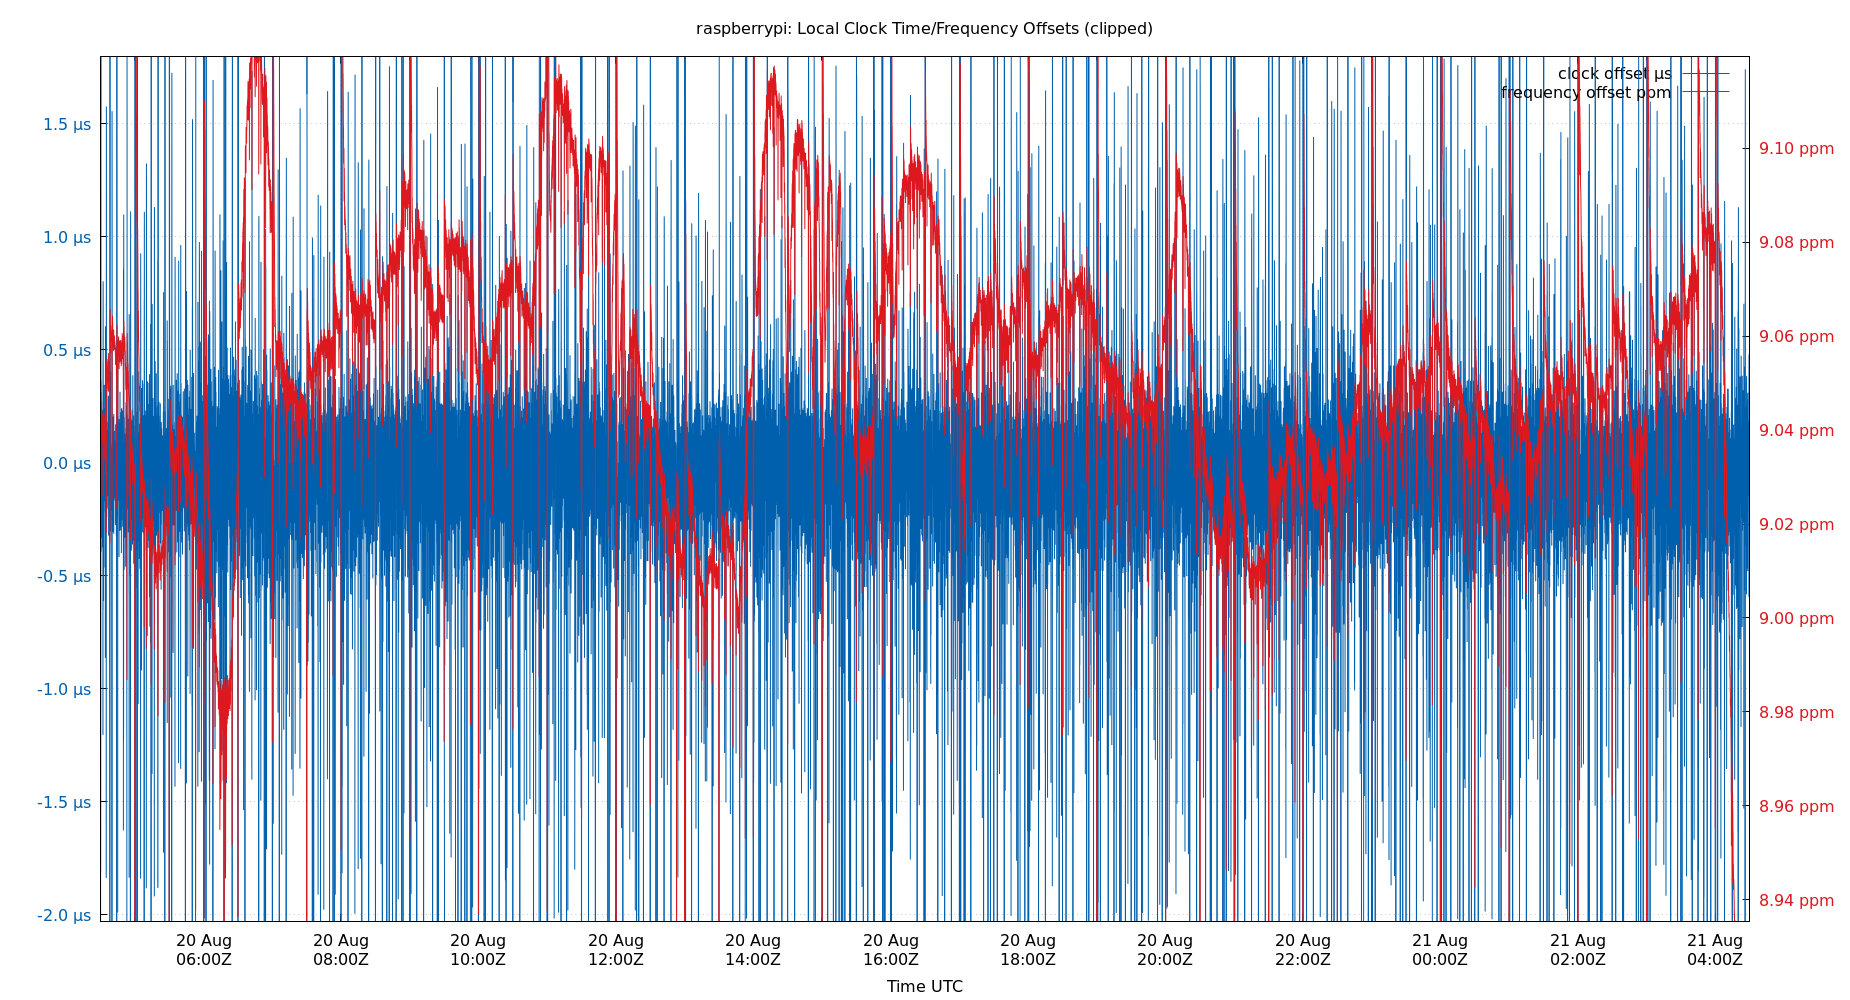 raspberrypi: Local Clock Time/Frequency Offsets (clipped)
clock offset µs
frequency offset ppm
1.5 µs
1.0 µs
0.5 µs
0.0 µs
-0.5 µs
-1.0 µs
-1.5 µs
-2.0 µs
9.10 ppm
9.08 ppm
9.06 ppm
9.04 ppm
9.02 ppm
9.00 ppm
8.98 ppm
8.96 ppm
8.94 ppm
20 Aug 20 Aug 20 Aug 20 Aug 20 Aug 20 Aug 20 Aug 20 Aug 20 Aug 21 Aug 21 Aug 21 Aug
06:00Z 08:00Z 10:00Z 12:00Z 14:00Z 16:00Z 18:00Z 20:00Z 22:00Z 00:00Z 02:00Z 04:00Z
Time UTC